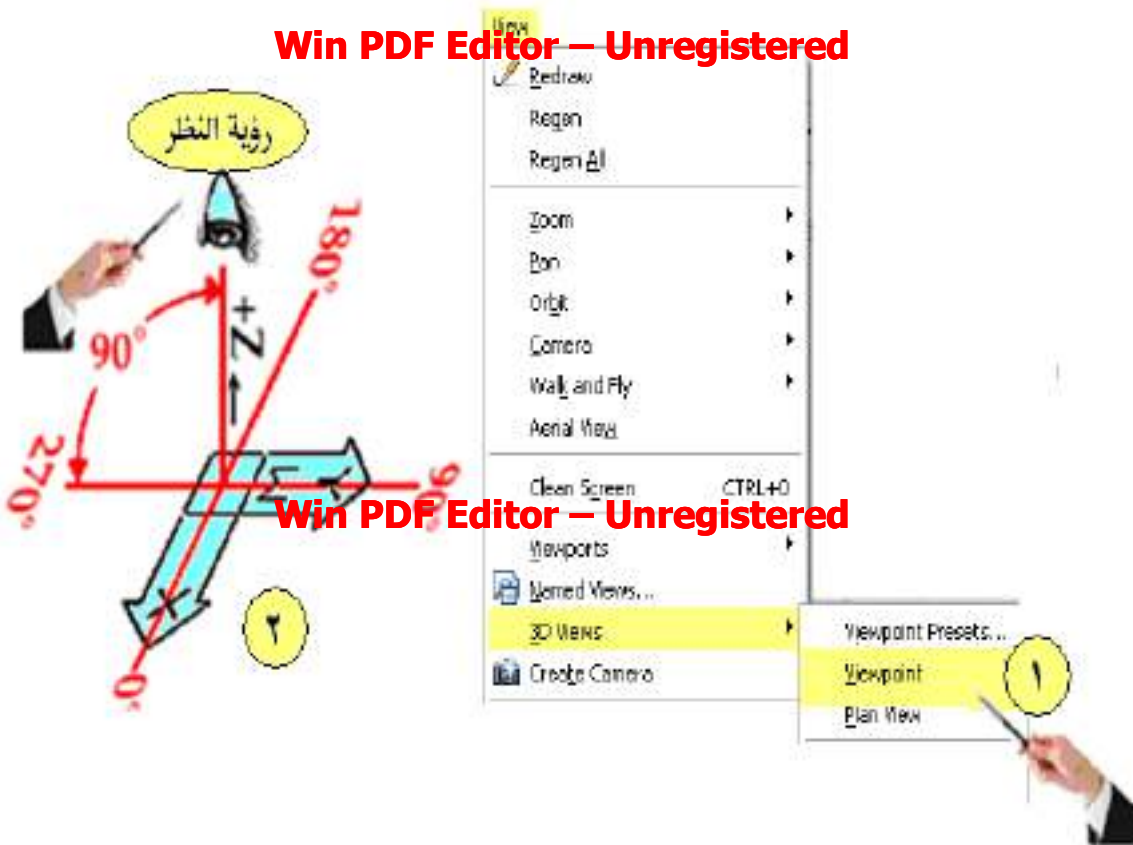 View
Win PDF Editor – Unregistered
Redraw
Regen
Regen All
Zoom
Pan
Orbit
Camera
Walk and Fly
Aerial View
Clean Screen CTRL+0
Win PDF Editor – Unregistered
Viewports
Named Views...
3D Views
Create Camera
Viewpoint Presets...
Viewpoint
Plan View
١
رؤية النظر
180°
+Z
90°
270°
Y
90°
X
0°
٢